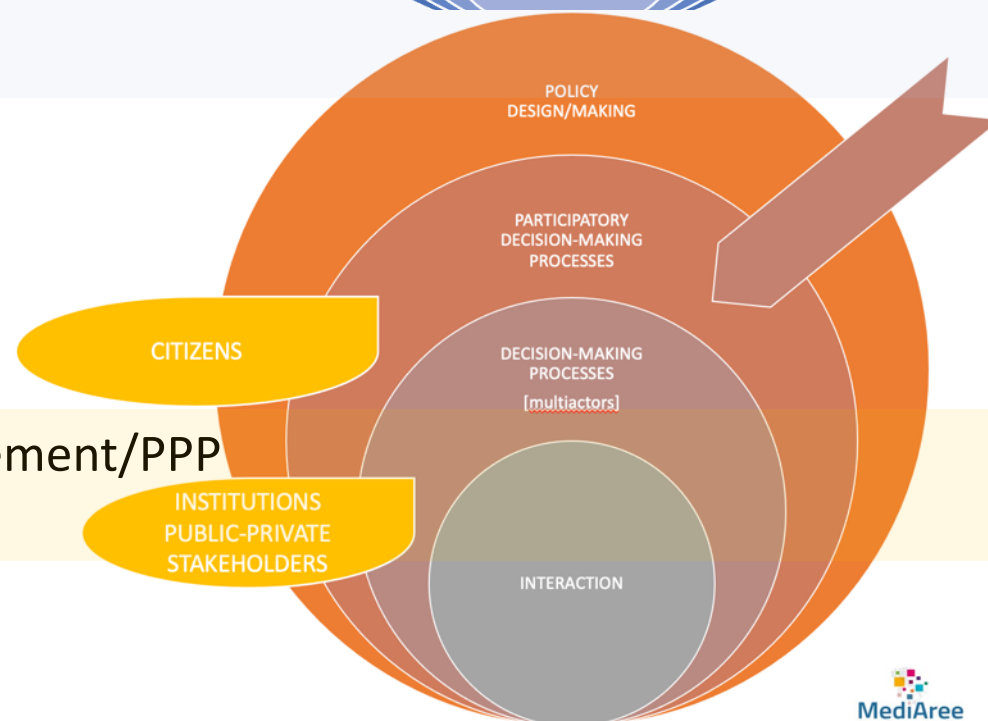 POLICY
DESIGN/MAKING
PARTICIPATORY
DECISION-MAKING
PROCESSES
CITIZENS
DECISION-MAKING
PROCESSES
[multiactors]
ement/PPP
INSTITUTIONS
PUBLIC-PRIVATE
STAKEHOLDERS
INTERACTION
MediAree